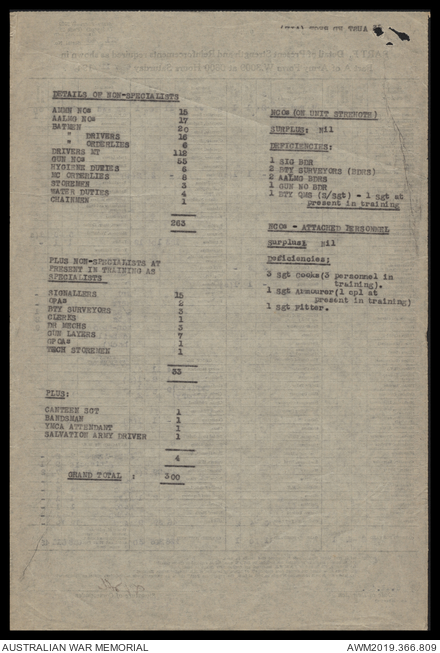 DETAILS OF NON-SPECIALISTS
AMMN NOs 15
AALMG NOs 17
BATMEN 20
" DRIVERS 16
" ORDERLIES 6
DRIVERS MT 112
GUN NOs 55
HYGIENE DUTIES 6
MC ORDERLIES 8
STOREMEN 3
WATER DUTIES 4
CHAINMEN 1
263
PLUS NON-SPECIALISTS AT
PRESENT IN TRAINING AS
SPECIALISTS
SIGNALLERS 15
OPAs 2
BTY SURVEYORS 3
CLERKS 1
DR MECHS 3
GUN LAYERS 7
GPOAs 1
TECH STOREMEN 1
33
PLUS:
CANTEEN SGT 1
BANDSMAN 1
YMCA ATTENDANT 1
SALVATION ARMY DRIVER 1
4
GRAND TOTAL : 300
NCOs (ON UNIT STRENGTH)
SURPLUS: Nil
DEFICIENCIES:
1 SIG BDR
2 BTY SURVEYORS (BDRS)
2 AALMG BDRS
1 GUN NO BDR
1 BTY QMS (S/Sgt) - 1 Sgt at
present in training
NCOs - ATTACHED PERSONNEL
Surplus: Nil
Deficiencies:
3 Sgt Cooks(3 personnel in
training).
1 Sgt Armourer(1 cpl at
present in training)
1 Sgt Fitter.
AUSTRALIAN WAR MEMORIAL
AWM2019.366.809